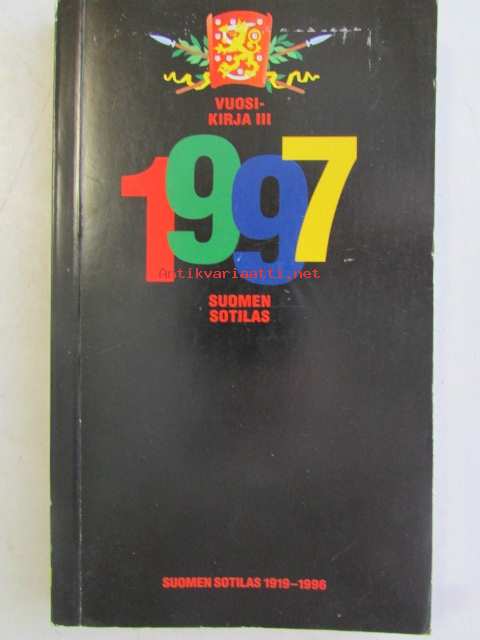 VUOSI-
KIRJA III
1997
Antikvariaatti.net
SUOMEN
SOTILAS
SUOMEN SOTILAS 1919–1996